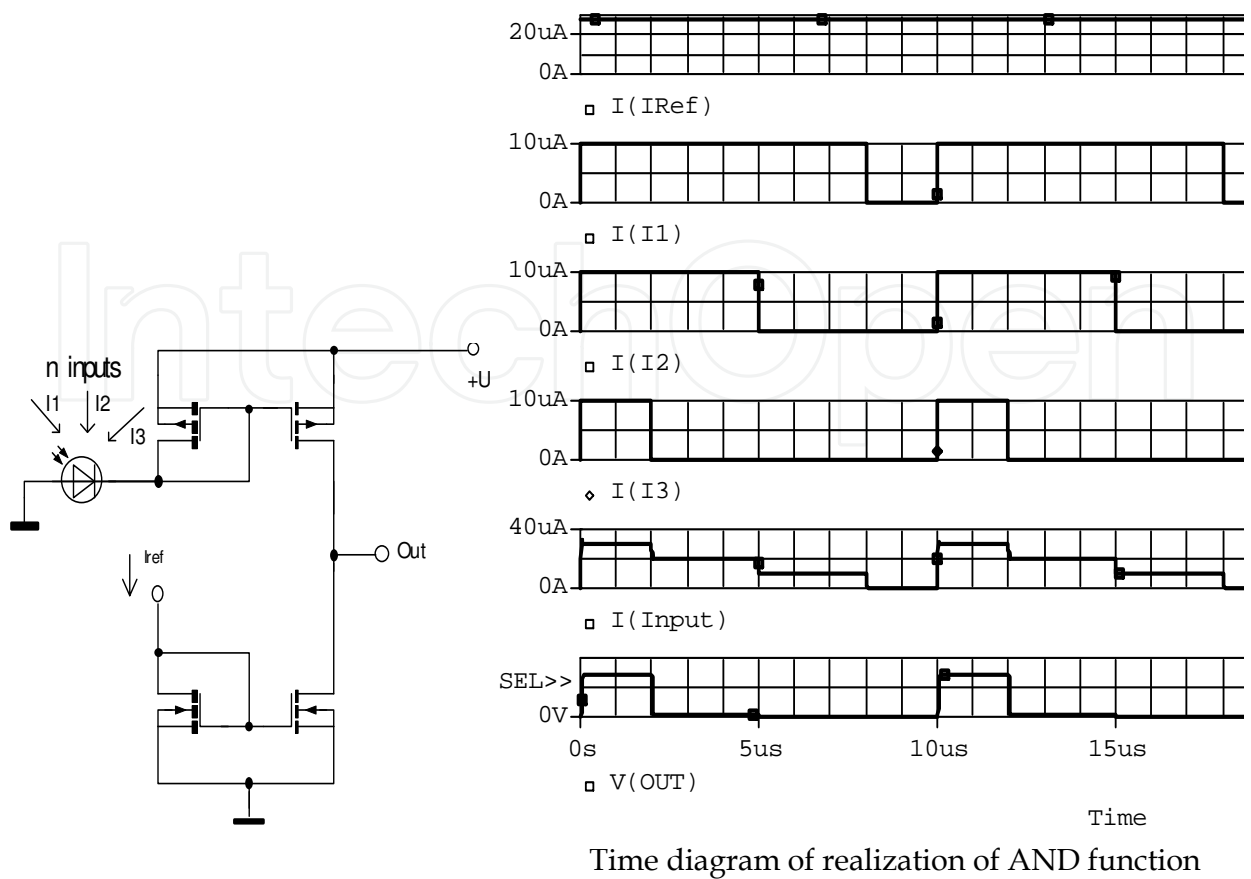 20uA
0A
I(IRef)
10uA
0A
I(I1)
10uA
0A
I(I2)
10uA
0A
I(I3)
40uA
0A
I(Input)
SEL>>
0V
0s 5us 10us 15us
V(OUT)
Time
Time diagram of realization of AND function
IntechOpen
n inputs
I1 I2
I3
+U
Out
Iref